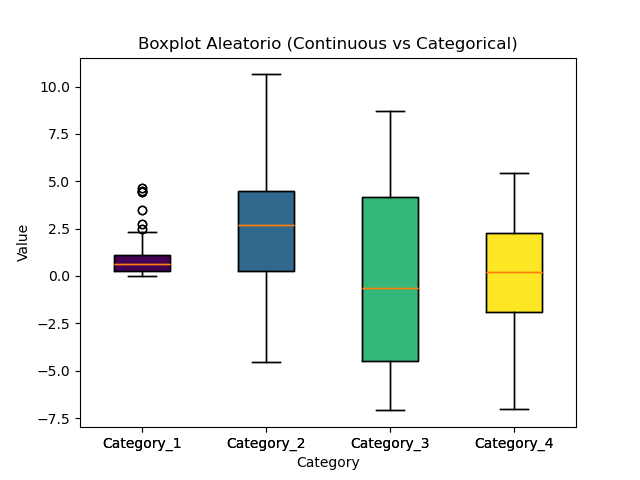 Boxplot Aleatorio (Continuous vs Categorical)
10.0
7.5
5.0
2.5
0.0
−2.5
−5.0
−7.5
Value
Category_1 Category_2 Category_3 Category_4
Category